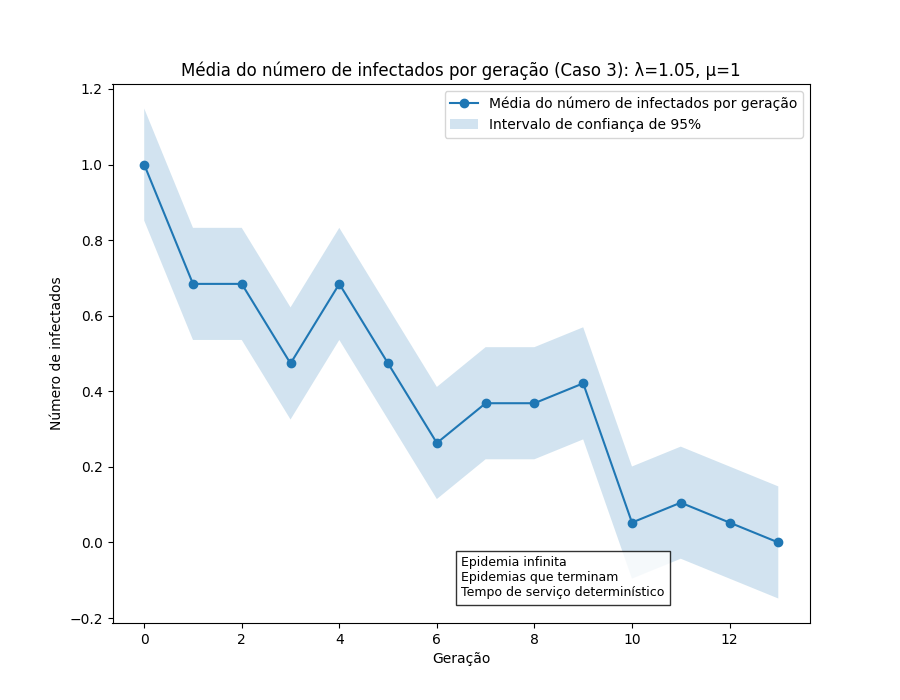 Média do número de infectados por geração (Caso 3): λ=1.05, μ=1
Média do número de infectados por geração
Intervalo de confiança de 95%
1.2
1.0
0.8
0.6
0.4
0.2
0.0
−0.2
Número de infectados
Epidemia infinita
Epidemias que terminam
Tempo de serviço determinístico
0 2 4 6 8 10 12
Geração